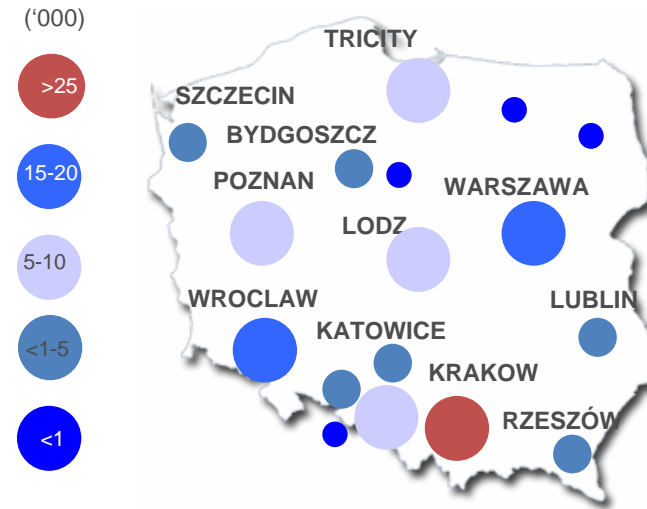 ('000)
>25
15-20
5-10
<1-5
<1
TRICITY
SZCZECIN
BYDGOSZCZ
POZNAN
WARSZAWA
LODZ
WROCLAW
LUBLIN
KATOWICE
KRAKOW
RZESZÓW